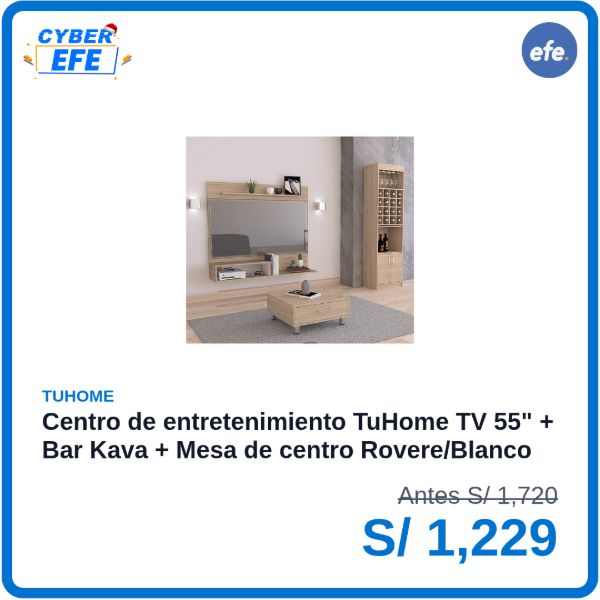 CYBER
EFE
efe.
TUHOME
Centro de entretenimiento TuHome TV 55" +
Bar Kava + Mesa de centro Rovere/Blanco
Antes S/ 1,720
S/ 1,229